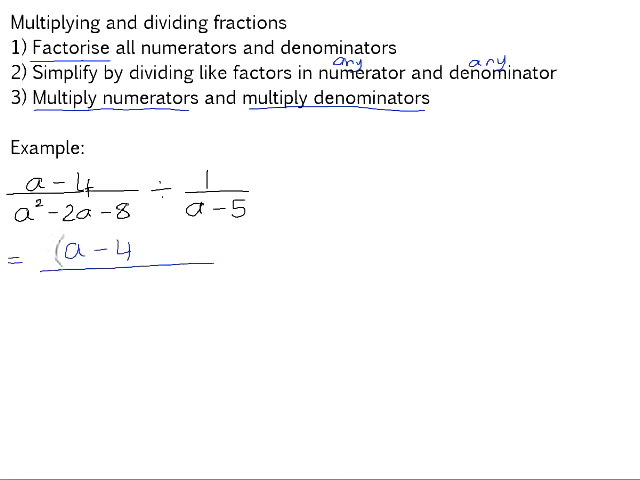 Multiplying and dividing fractions
1) Factorise all numerators and denominators
any any
2) Simplify by dividing like factors in numerator and denominator
3) Multiply numerators and multiply denominators
Example:
a - 4 / a² - 2a - 8 ÷ 1 / a - 5
= (a - 4